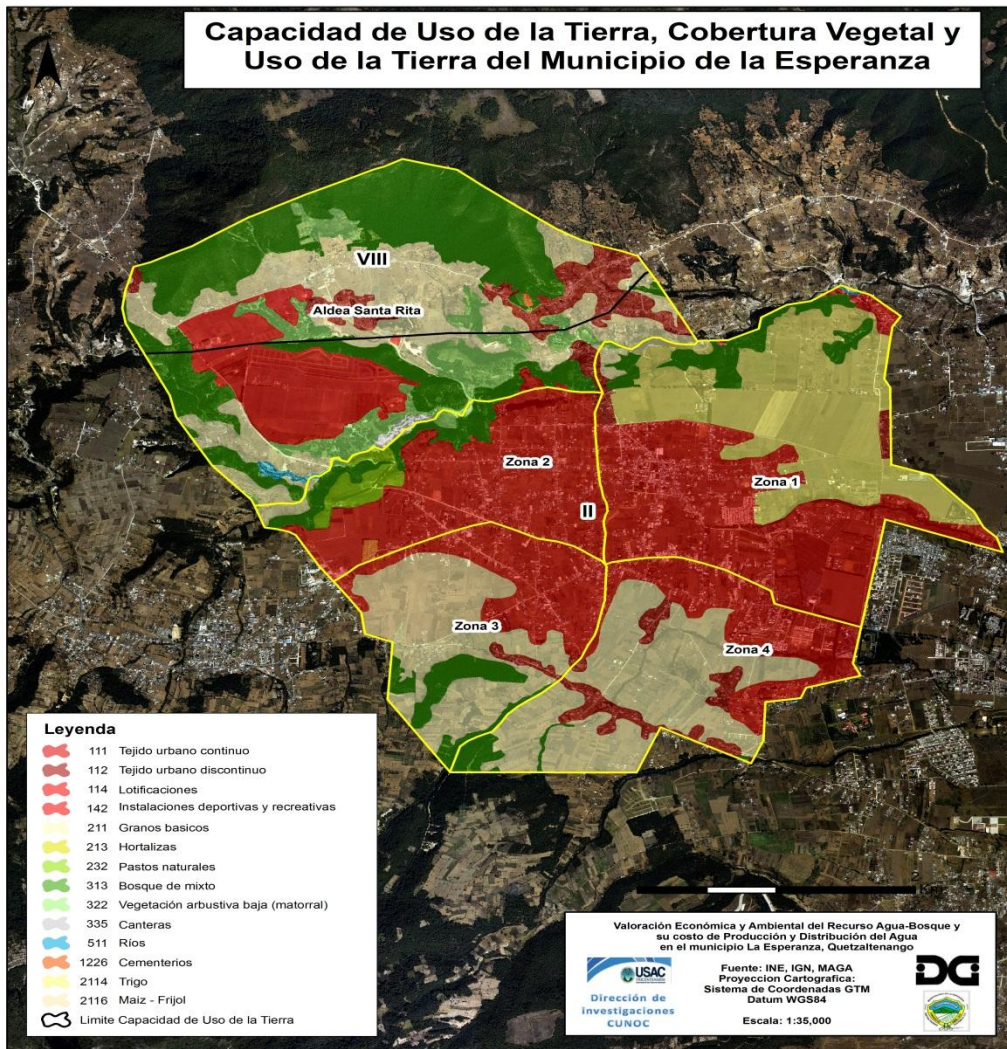 Capacidad de Uso de la Tierra, Cobertura Vegetal y
Uso de la Tierra del Municipio de la Esperanza
VIII
Aldea Santa Rita
Zona 2
Zona 1
II
Zona 3
Zona 4
Leyenda
111 Tejido urbano continuo
112 Tejido urbano discontinuo
114 Lotificaciones
142 Instalaciones deportivas y recreativas
211 Granos basicos
213 Hortalizas
232 Pastos naturales
313 Bosque de mixto
322 Vegetación arbustiva baja (matorral)
335 Canteras
511 Ríos
1226 Cementerios
2114 Trigo
2116 Maiz - Frijol
Limite Capacidad de Uso de la Tierra
Valoración Económica y Ambiental del Recurso Agua-Bosque y
su costo de Producción y Distribución del Agua
en el municipio La Esperanza, Quetzaltenango
USAC
Dirección de
investigaciones
CUNOC
Fuente: INE, IGN, MAGA
Proyeccion Cartografica:
Sistema de Coordenadas GTM
Datum WGS84
Escala: 1:35,000